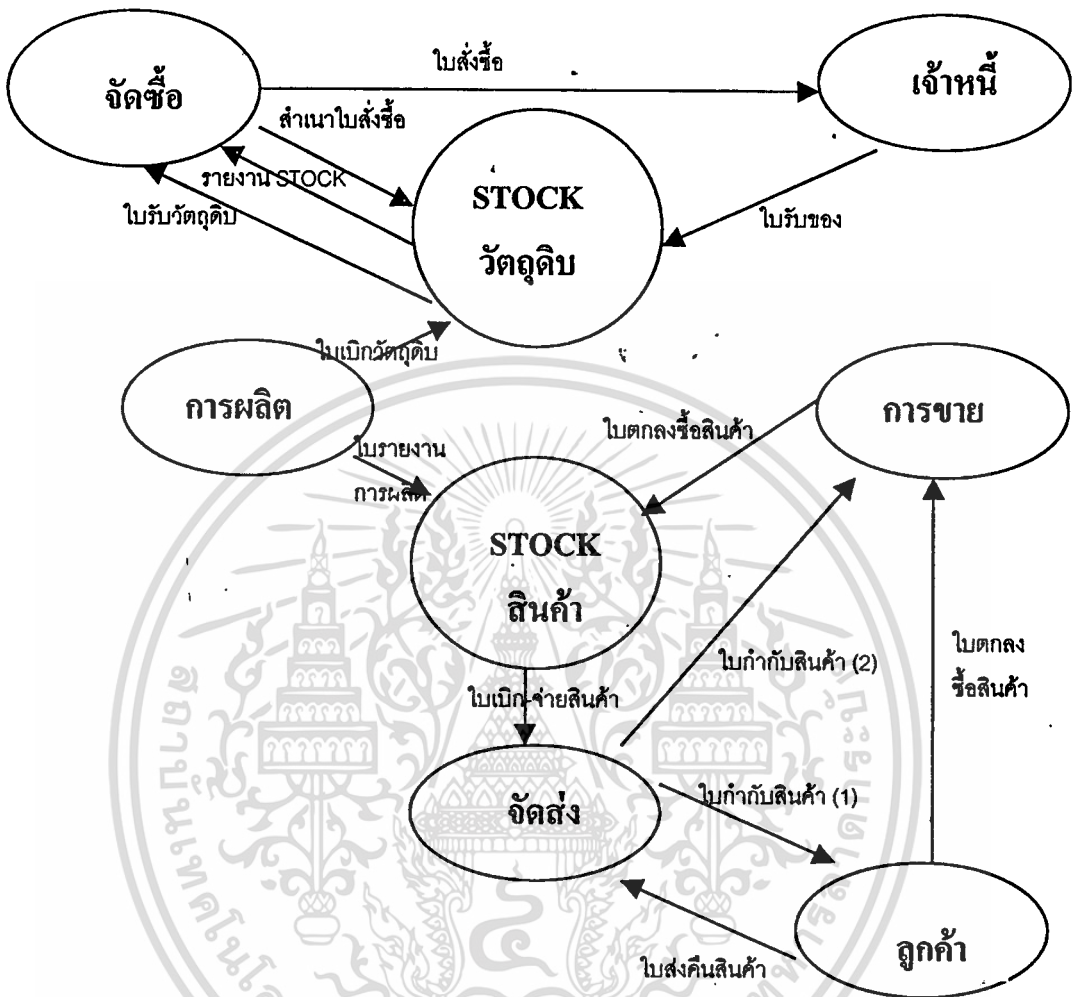 ใบสั่งซื้อ
จัดซื้อ
เจ้าหนี้
สำเนาใบสั่งซื้อ
รายงาน STOCK
ใบรับวัตถุดิบ
STOCK
วัตถุดิบ
ใบรับของ
ใบเบิกวัตถุดิบ
การผลิต
การขาย
ใบตกลงซื้อสินค้า
ใบรายงาน
การผลิต
STOCK
สินค้า
ใบตกลง
ซื้อสินค้า
ใบกำกับสินค้า (2)
ใบเบิก-จ่ายสินค้า
จัดส่ง
ใบกำกับสินค้า (1)
ลูกค้า
ใบส่งคืนสินค้า